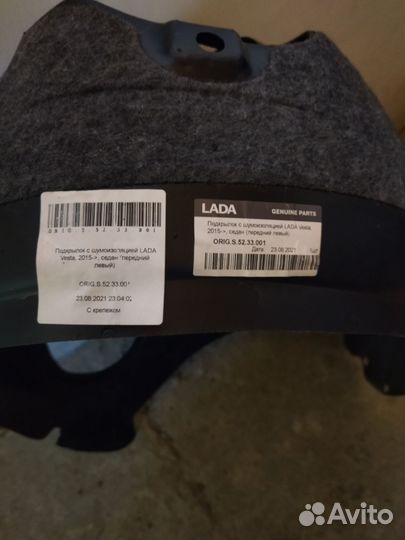 ORIG.S.52.33.001
Подкрылок с шумоизоляцией LADA
Vesta, 2015->, седан (передний
левый)
ORIG.S.52.33.001
23.08.2021 23:04:02
С крепежом
LADA GENUINE PARTS
Подкрылок с шумоизоляцией LADA Vesta,
2015->, седан (передний левый)
ORIG.S.52.33.001
Дата: 23.08.2021 1шт
Avito